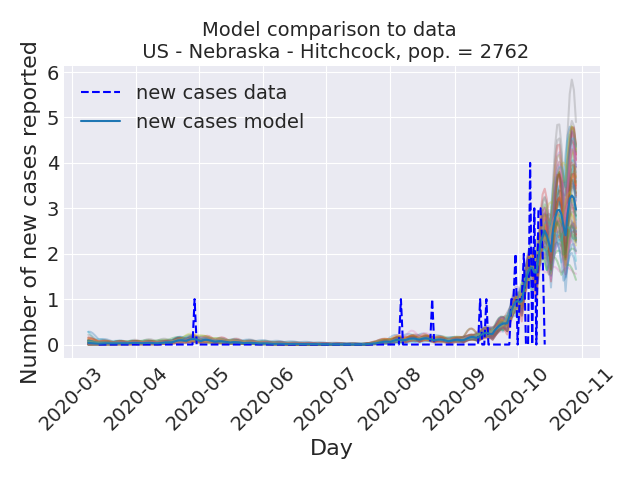 Model comparison to data
US - Nebraska - Hitchcock, pop. = 2762
Number of new cases reported
6
5
4
3
2
1
0
new cases data
new cases model
2020-03
2020-04
2020-05
2020-06
2020-07
2020-08
2020-09
2020-10
2020-11
Day